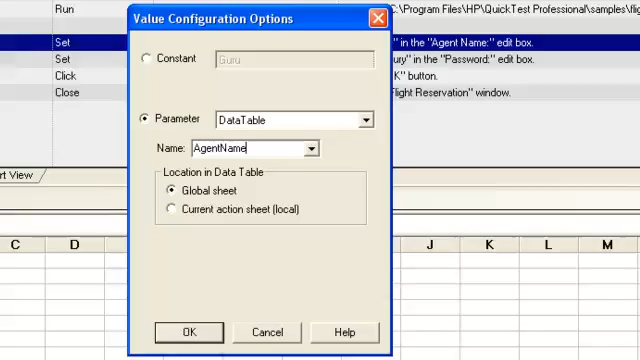 Value Configuration Options
Run
C:\Program Files\HP\QuickTest Professional\samples\flig
Constant
Guru
Set
" in the "Agent Name:" edit box.
Set
ury" in the "Password:" edit box.
Click
K" button.
Close
Flight Reservation" window.
Parameter
DataTable
Name:
AgentName
Location in Data Table
rt View
Global sheet
Current action sheet (local)
C
D
J
K
L
M
OK
Cancel
Help